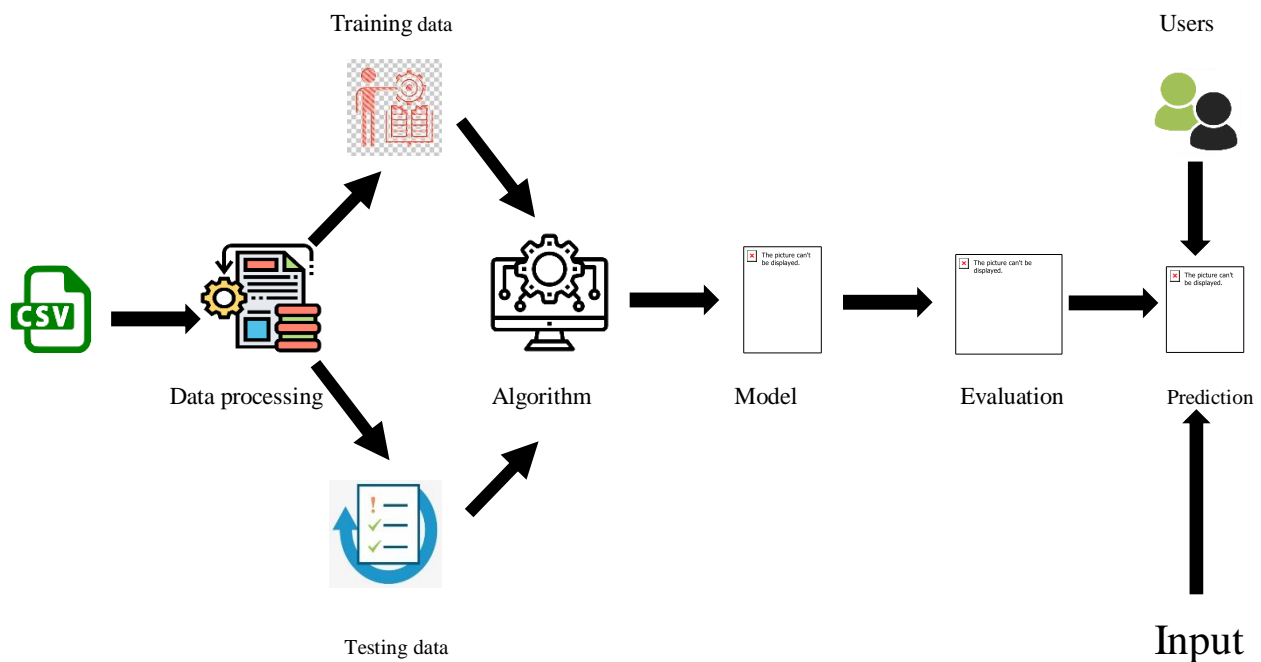 Training data
Users
CSV
The picture can't
be displayed.
The picture can't be
displayed.
The picture can't
be displayed.
Data processing
Algorithm
Model
Evaluation
Prediction
Testing data
Input